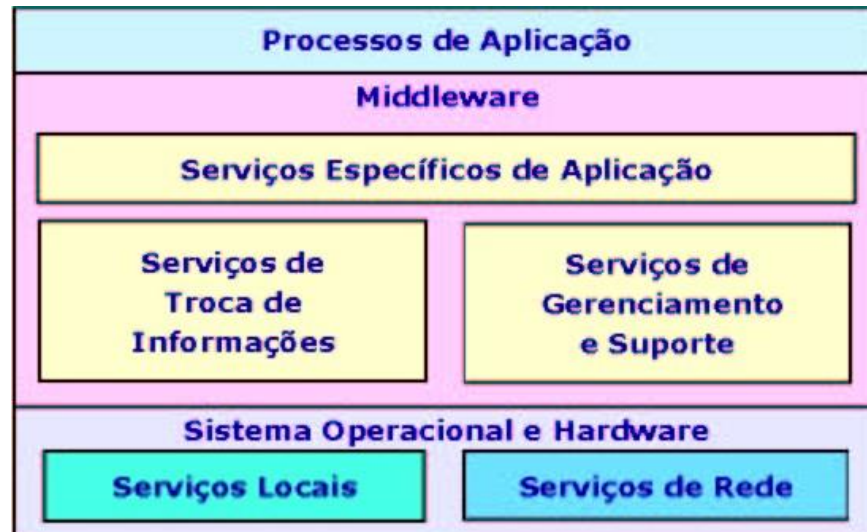 Processos de Aplicação
Middleware
Serviços Específicos de Aplicação
Serviços de
Troca de
Informações
Serviços de
Gerenciamento
e Suporte
Sistema Operacional e Hardware
Serviços Locais
Serviços de Rede